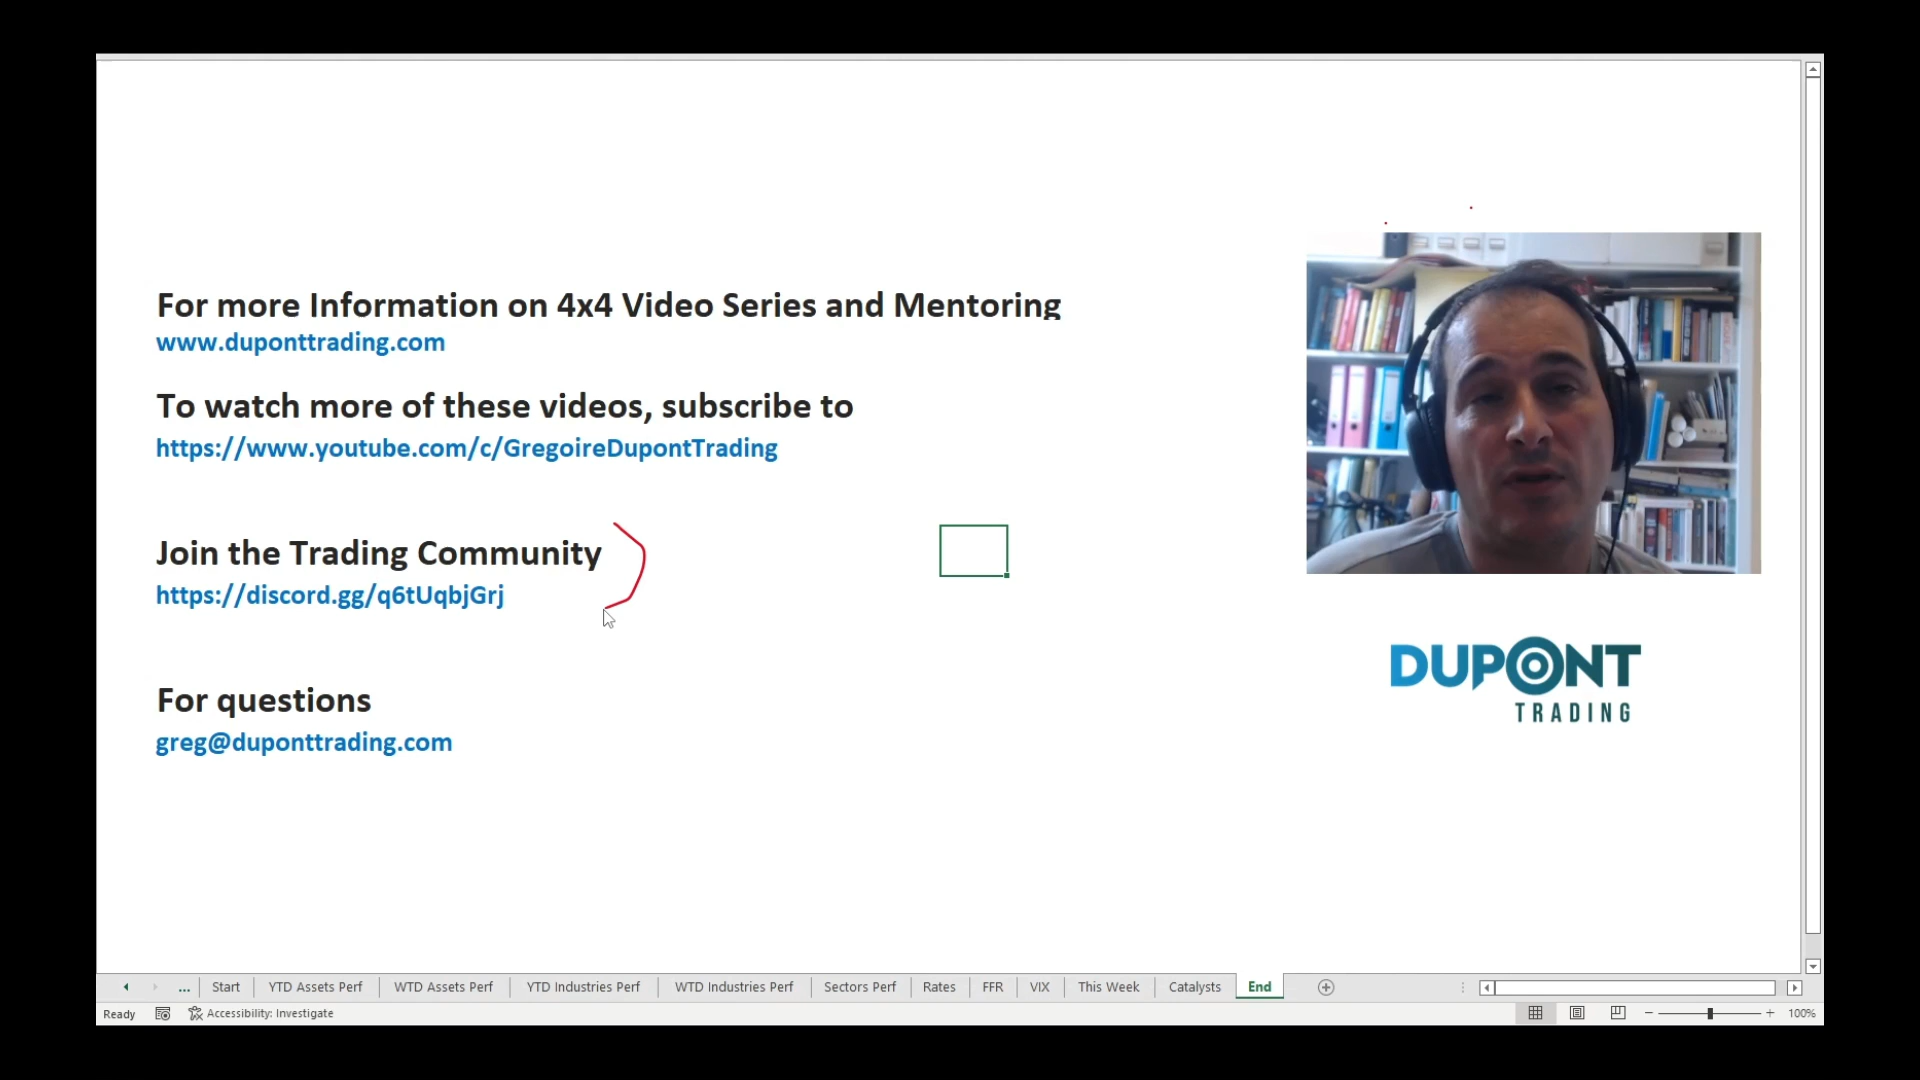 For more Information on 4x4 Video Series and Mentoring
www.duponttrading.com
To watch more of these videos, subscribe to
https://www.youtube.com/c/GregoireDupontTrading
Join the Trading Community
https://discord.gg/q6tUqbjGrj
For questions
greg@duponttrading.com
DUPONT
TRADING
... Start YTD Assets Perf WTD Assets Perf YTD Industries Perf WTD Industries Perf Sectors Perf Rates FFR VIX This Week Catalysts End
Ready Accessibility: Investigate 100%